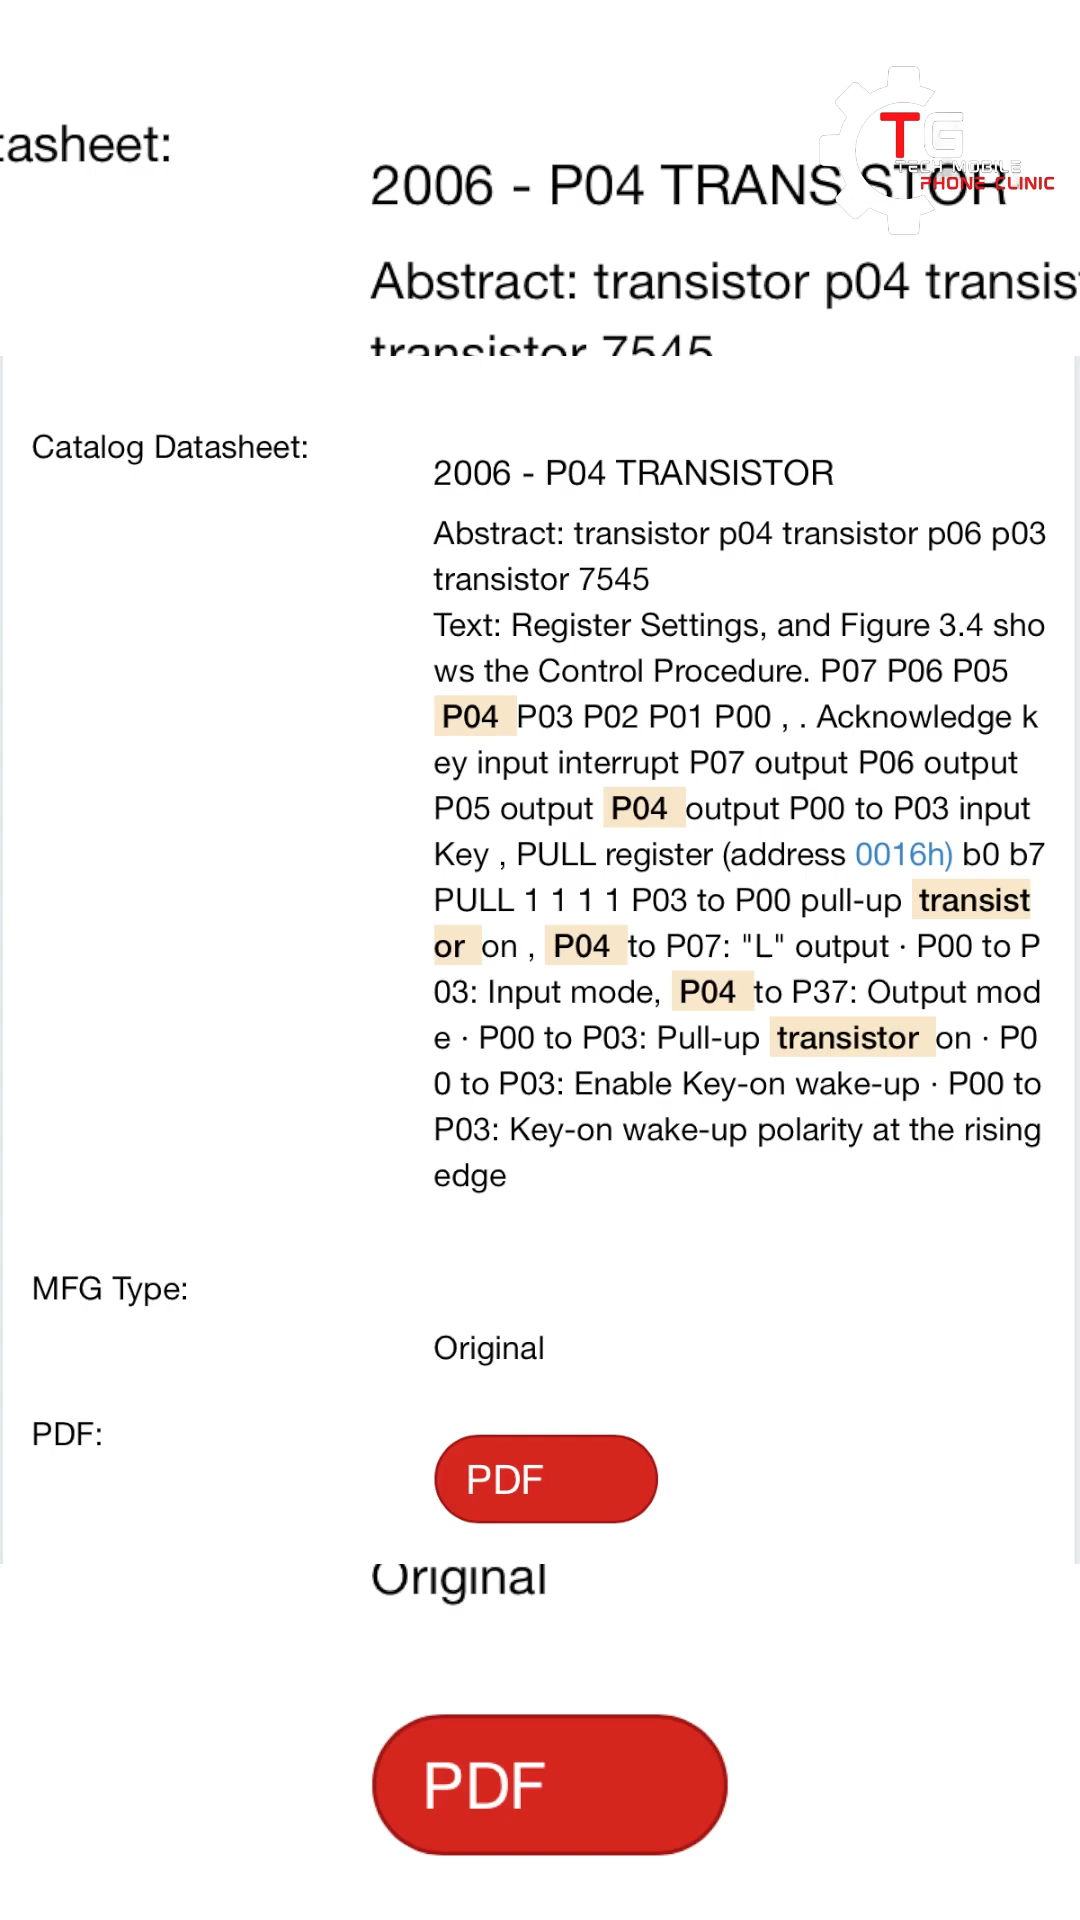 tasheet:
TG
TECH MOBILE
PHONE CLINIC
2006 - P04 TRANSISTOR
Abstract: transistor p04 transis
transistor 7545
Catalog Datasheet:
2006 - P04 TRANSISTOR
Abstract: transistor p04 transistor p06 p03
transistor 7545
Text: Register Settings, and Figure 3.4 sho
ws the Control Procedure. P07 P06 P05
P04 P03 P02 P01 P00 , . Acknowledge k
ey input interrupt P07 output P06 output
P05 output P04 output P00 to P03 input
Key , PULL register (address 0016h) b0 b7
PULL 1 1 1 1 P03 to P00 pull-up transist
or on , P04 to P07: "L" output · P00 to P
03: Input mode, P04 to P37: Output mod
e · P00 to P03: Pull-up transistor on · P0
0 to P03: Enable Key-on wake-up · P00 to
P03: Key-on wake-up polarity at the rising
edge
MFG Type:
Original
PDF:
PDF
Original
PDF